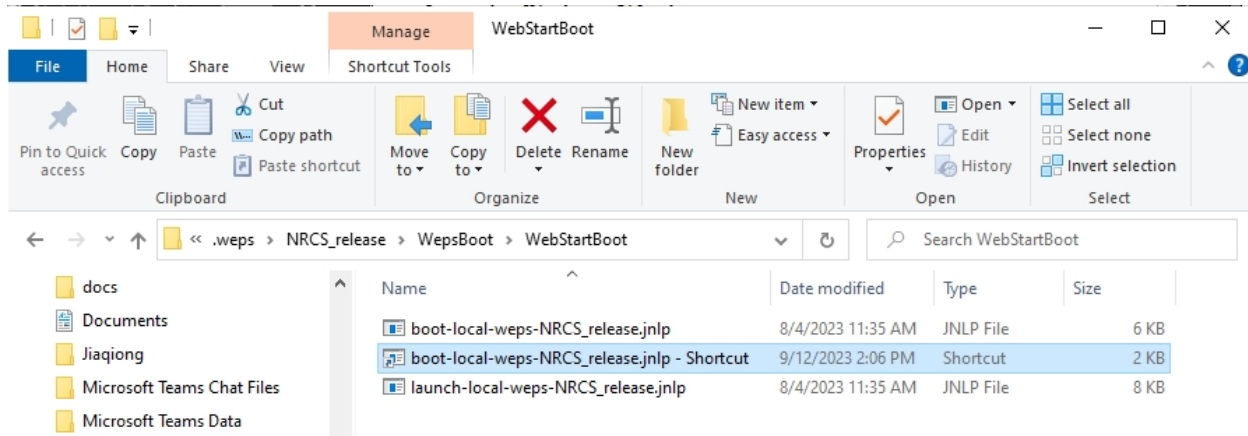 Manage WebStartBoot
File Home Share View Shortcut Tools
Pin to Quick access
Copy
Paste
Cut
Copy path
Paste shortcut
Move to
Copy to
Delete
Rename
New folder
New item
Easy access
Properties
Open
Edit
History
Select all
Select none
Invert selection
Clipboard Organize New Open Select
« .weps > NRCS_release > WepsBoot > WebStartBoot
Search WebStartBoot
docs
Documents
Jiaqiong
Microsoft Teams Chat Files
Microsoft Teams Data
Name Date modified Type Size
boot-local-weps-NRCS_release.jnlp 8/4/2023 11:35 AM JNLP File 6 KB
boot-local-weps-NRCS_release.jnlp - Shortcut 9/12/2023 2:06 PM Shortcut 2 KB
launch-local-weps-NRCS_release.jnlp 8/4/2023 11:35 AM JNLP File 8 KB